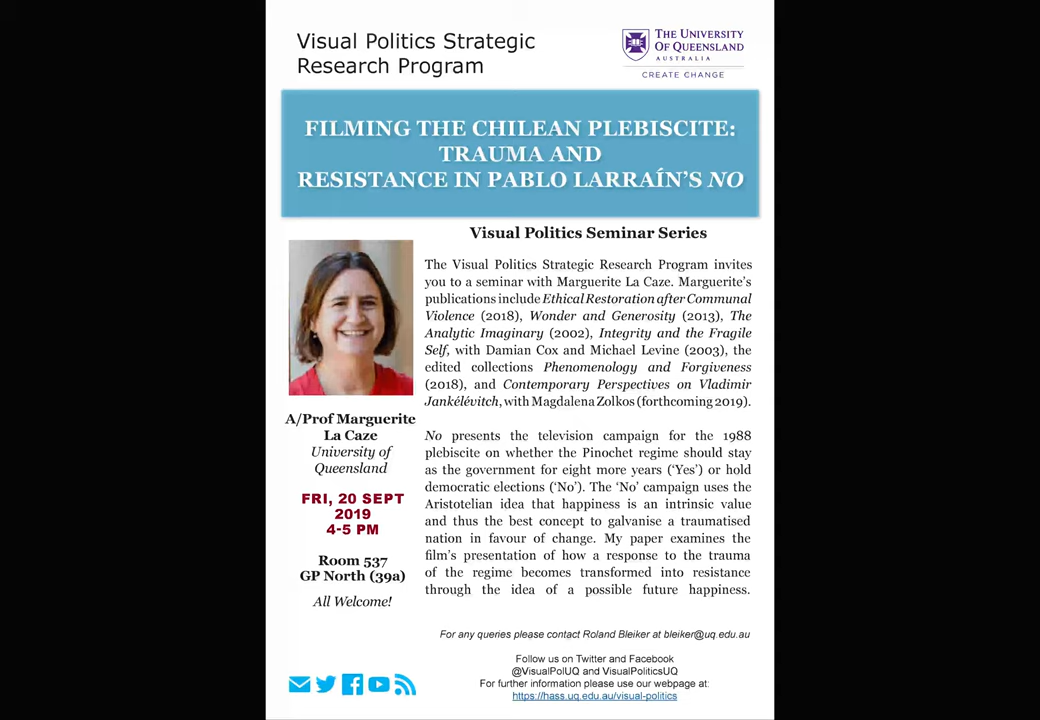 Visual Politics Strategic
Research Program
THE UNIVERSITY
OF QUEENSLAND
AUSTRALIA
CREATE CHANGE
FILMING THE CHILEAN PLEBISCITE:
TRAUMA AND
RESISTANCE IN PABLO LARRAÍN’S NO
Visual Politics Seminar Series
The Visual Politics Strategic Research Program invites
you to a seminar with Marguerite La Caze. Marguerite’s
publications include Ethical Restoration after Communal
Violence (2018), Wonder and Generosity (2013), The
Analytic Imaginary (2002), Integrity and the Fragile
Self, with Damian Cox and Michael Levine (2003), the
edited collections Phenomenology and Forgiveness
(2018), and Contemporary Perspectives on Vladimir
Jankélévitch, with Magdalena Zolkos (forthcoming 2019).
No presents the television campaign for the 1988
plebiscite on whether the Pinochet regime should stay
as the government for eight more years (‘Yes’) or hold
democratic elections (‘No’). The ‘No’ campaign uses the
Aristotelian idea that happiness is an intrinsic value
and thus the best concept to galvanise a traumatised
nation in favour of change. My paper examines the
film’s presentation of how a response to the trauma
of the regime becomes transformed into resistance
through the idea of a possible future happiness.
A/Prof Marguerite
La Caze
University of
Queensland
FRI, 20 SEPT
2019
4-5 PM
Room 537
GP North (39a)
All Welcome!
For any queries please contact Roland Bleiker at bleiker@uq.edu.au
Follow us on Twitter and Facebook
@VisualPolUQ and VisualPoliticsUQ
For further information please use our webpage at:
https://hass.uq.edu.au/visual-politics